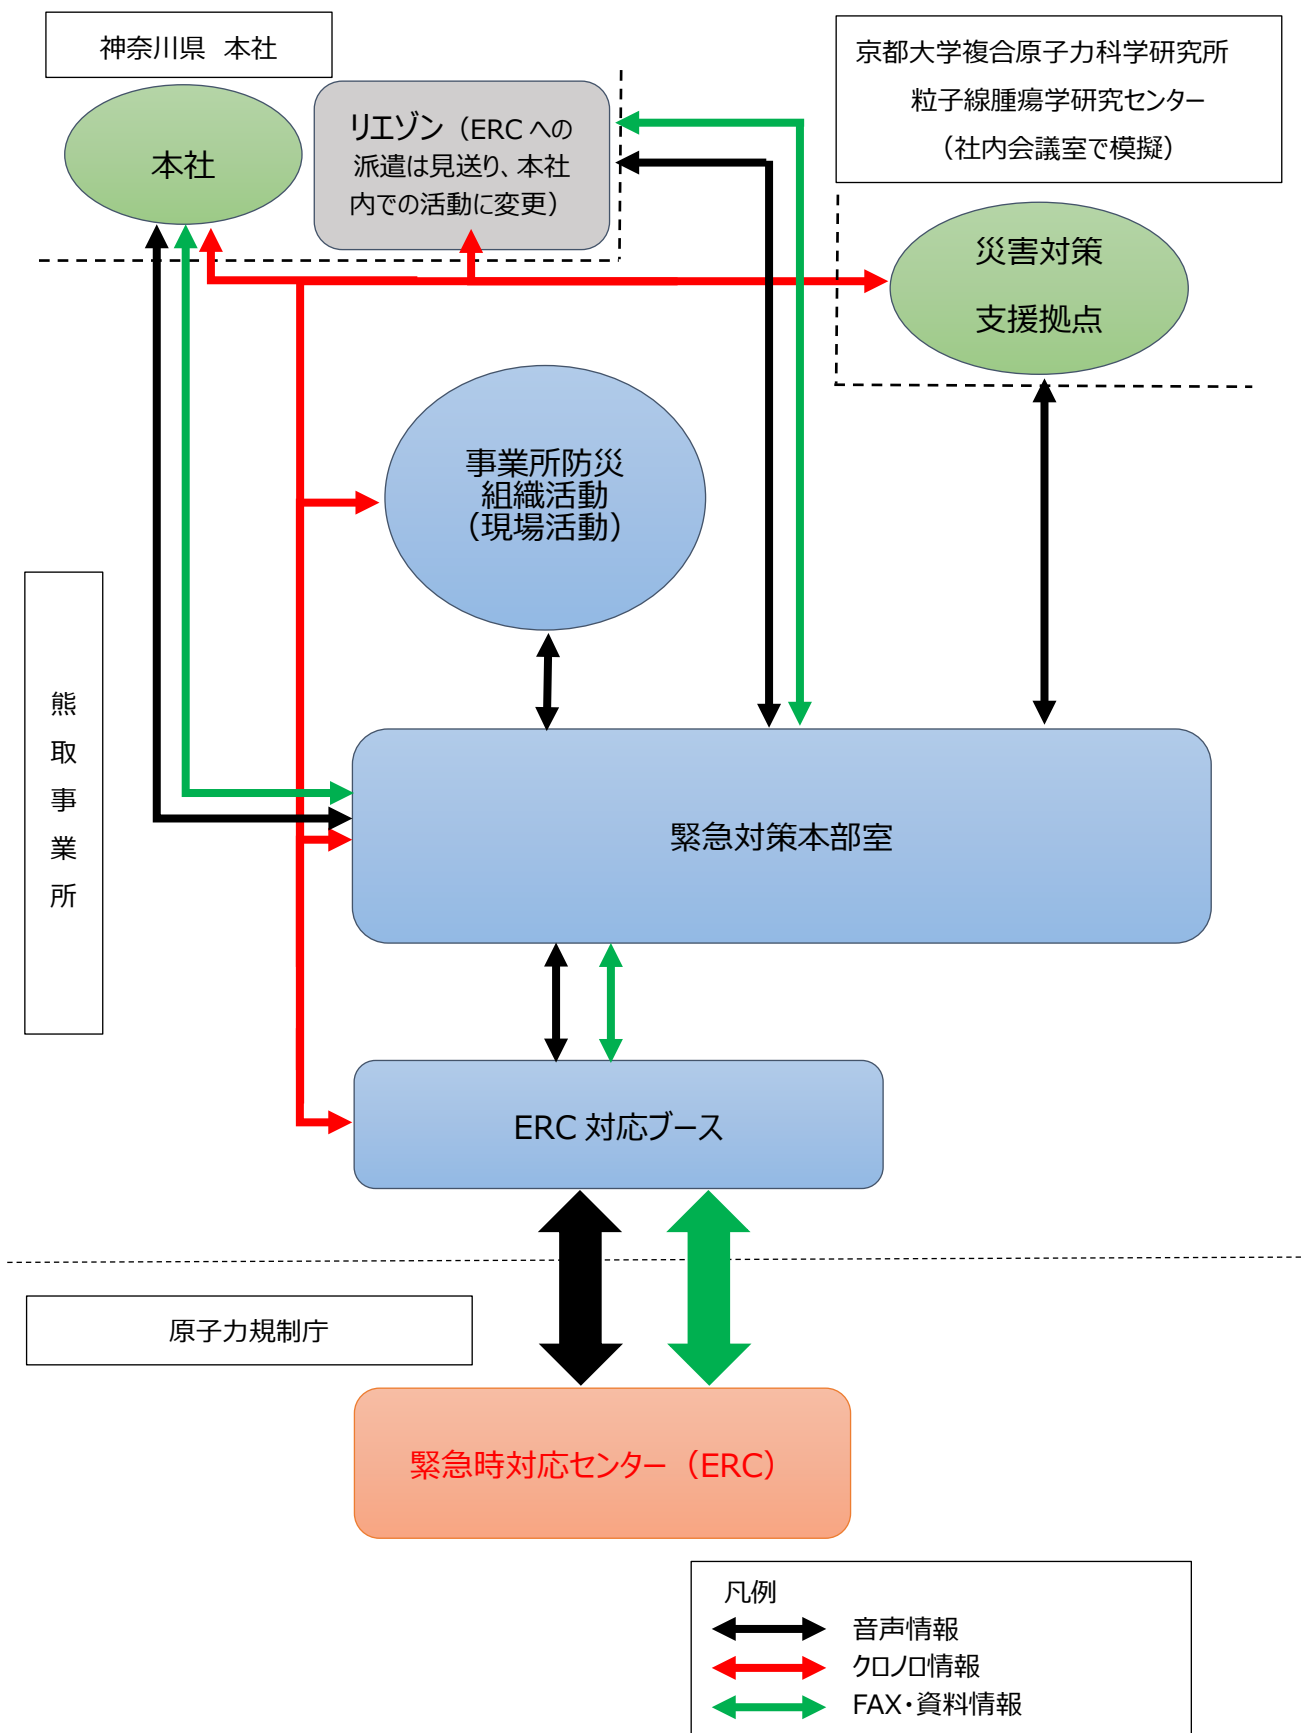 神奈川県 本社
本社
リエゾン（ERC への
派遣は見送り、本社
内での活動に変更）
京都大学複合原子力科学研究所
粒子線腫瘍学研究センター
（社内会議室で模擬）
災害対策
支援拠点
事業所防災
組織活動
（現場活動）
熊
取
事
業
所
緊急対策本部室
ERC 対応ブース
原子力規制庁
緊急時対応センター（ERC）
凡例
音声情報
クロノロ情報
FAX・資料情報